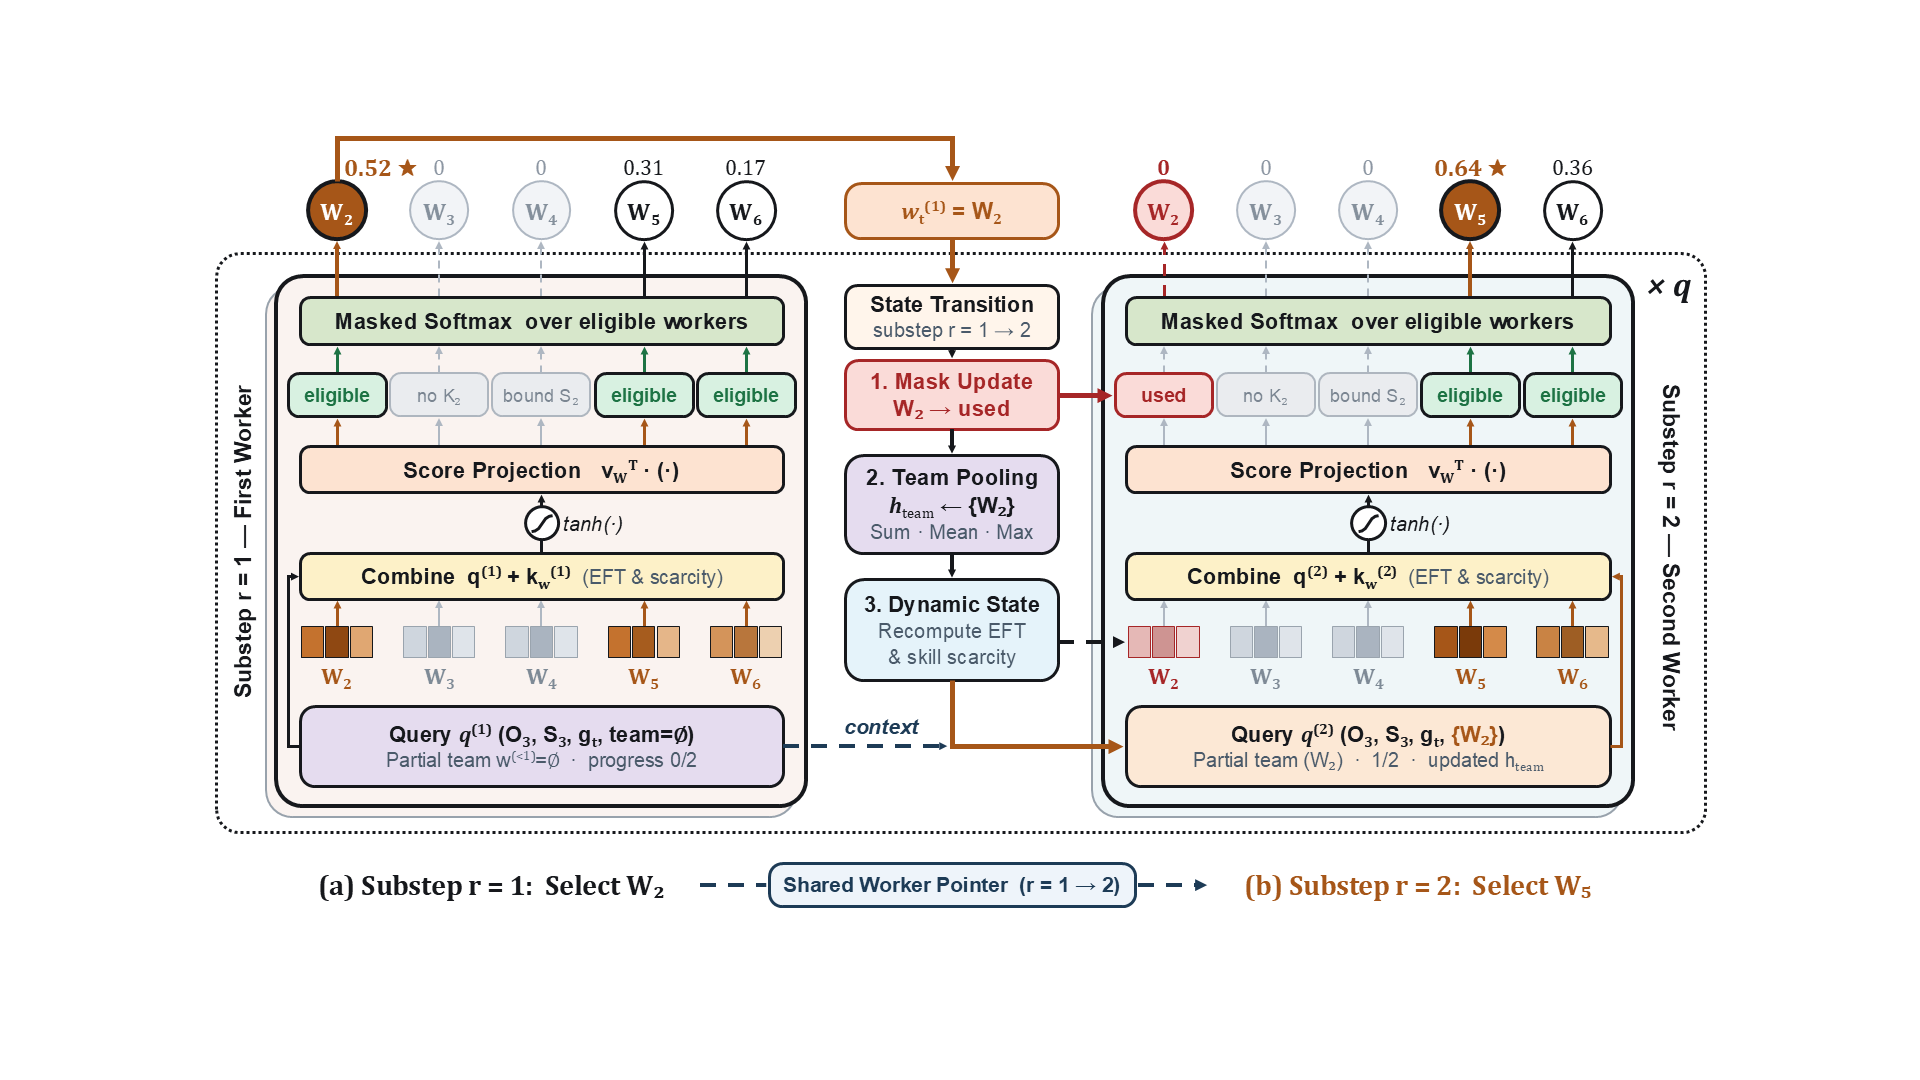 0.52 ★
0
0
0.31
0.17
W₂
W₃
W₄
W₅
W₆
Masked Softmax over eligible workers
eligible
no K₂
bound S₂
eligible
eligible
Score Projection v_W^T · (·)
tanh(·)
Combine q⁽¹⁾ + k_w⁽¹⁾ (EFT & scarcity)
W₂
W₃
W₄
W₅
W₆
Query q⁽¹⁾ (O₃, S₃, gₜ, team=Ø)
Partial team w⁽<¹⁾=Ø · progress 0/2
Substep r = 1 — First Worker
wₜ⁽¹⁾ = W₂
State Transition
substep r = 1 → 2
1. Mask Update
W₂ → used
2. Team Pooling
h_team ← {W₂}
Sum · Mean · Max
3. Dynamic State
Recompute EFT
& skill scarcity
context
0
0
0
0.64 ★
0.36
W₂
W₃
W₄
W₅
W₆
× q
Masked Softmax over eligible workers
used
no K₂
bound S₂
eligible
eligible
Score Projection v_W^T · (·)
tanh(·)
Combine q⁽²⁾ + k_w⁽²⁾ (EFT & scarcity)
W₂
W₃
W₄
W₅
W₆
Query q⁽²⁾ (O₃, S₃, gₜ, {W₂})
Partial team (W₂) · 1/2 · updated h_team
Substep r = 2 — Second Worker
(a) Substep r = 1: Select W₂
Shared Worker Pointer (r = 1 → 2)
(b) Substep r = 2: Select W₅